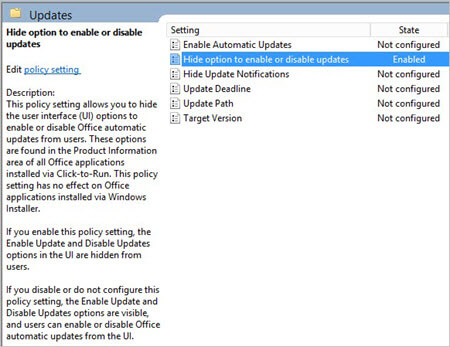 Updates
Hide option to enable or disable
updates
Edit policy setting
Description:
This policy setting allows you to hide
the user interface (UI) options to
enable or disable Office automatic
updates from users. These options
are found in the Product Information
area of all Office applications
installed via Click-to-Run. This policy
setting has no effect on Office
applications installed via Windows
Installer.
If you enable this policy setting, the
Enable Update and Disable Updates
options in the UI are hidden from
users.
If you disable or do not configure this
policy setting, the Enable Update and
Disable Updates options are visible,
and users can enable or disable Office
automatic updates from the UI.
Setting State
Enable Automatic Updates Not configured
Hide option to enable or disable updates Enabled
Hide Update Notifications Not configured
Update Deadline Not configured
Update Path Not configured
Target Version Not configured